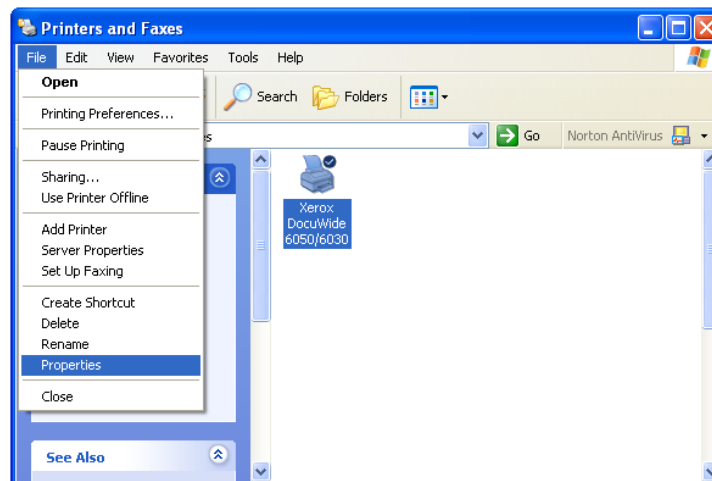 Printers and Faxes
File Edit View Favorites Tools Help
Open
Printing Preferences...
Pause Printing
Sharing...
Use Printer Offline
Add Printer
Server Properties
Set Up Faxing
Create Shortcut
Delete
Rename
Properties
Close
Search Folders
Go Norton AntiVirus
See Also
Xerox
DocuWide
6050/6030